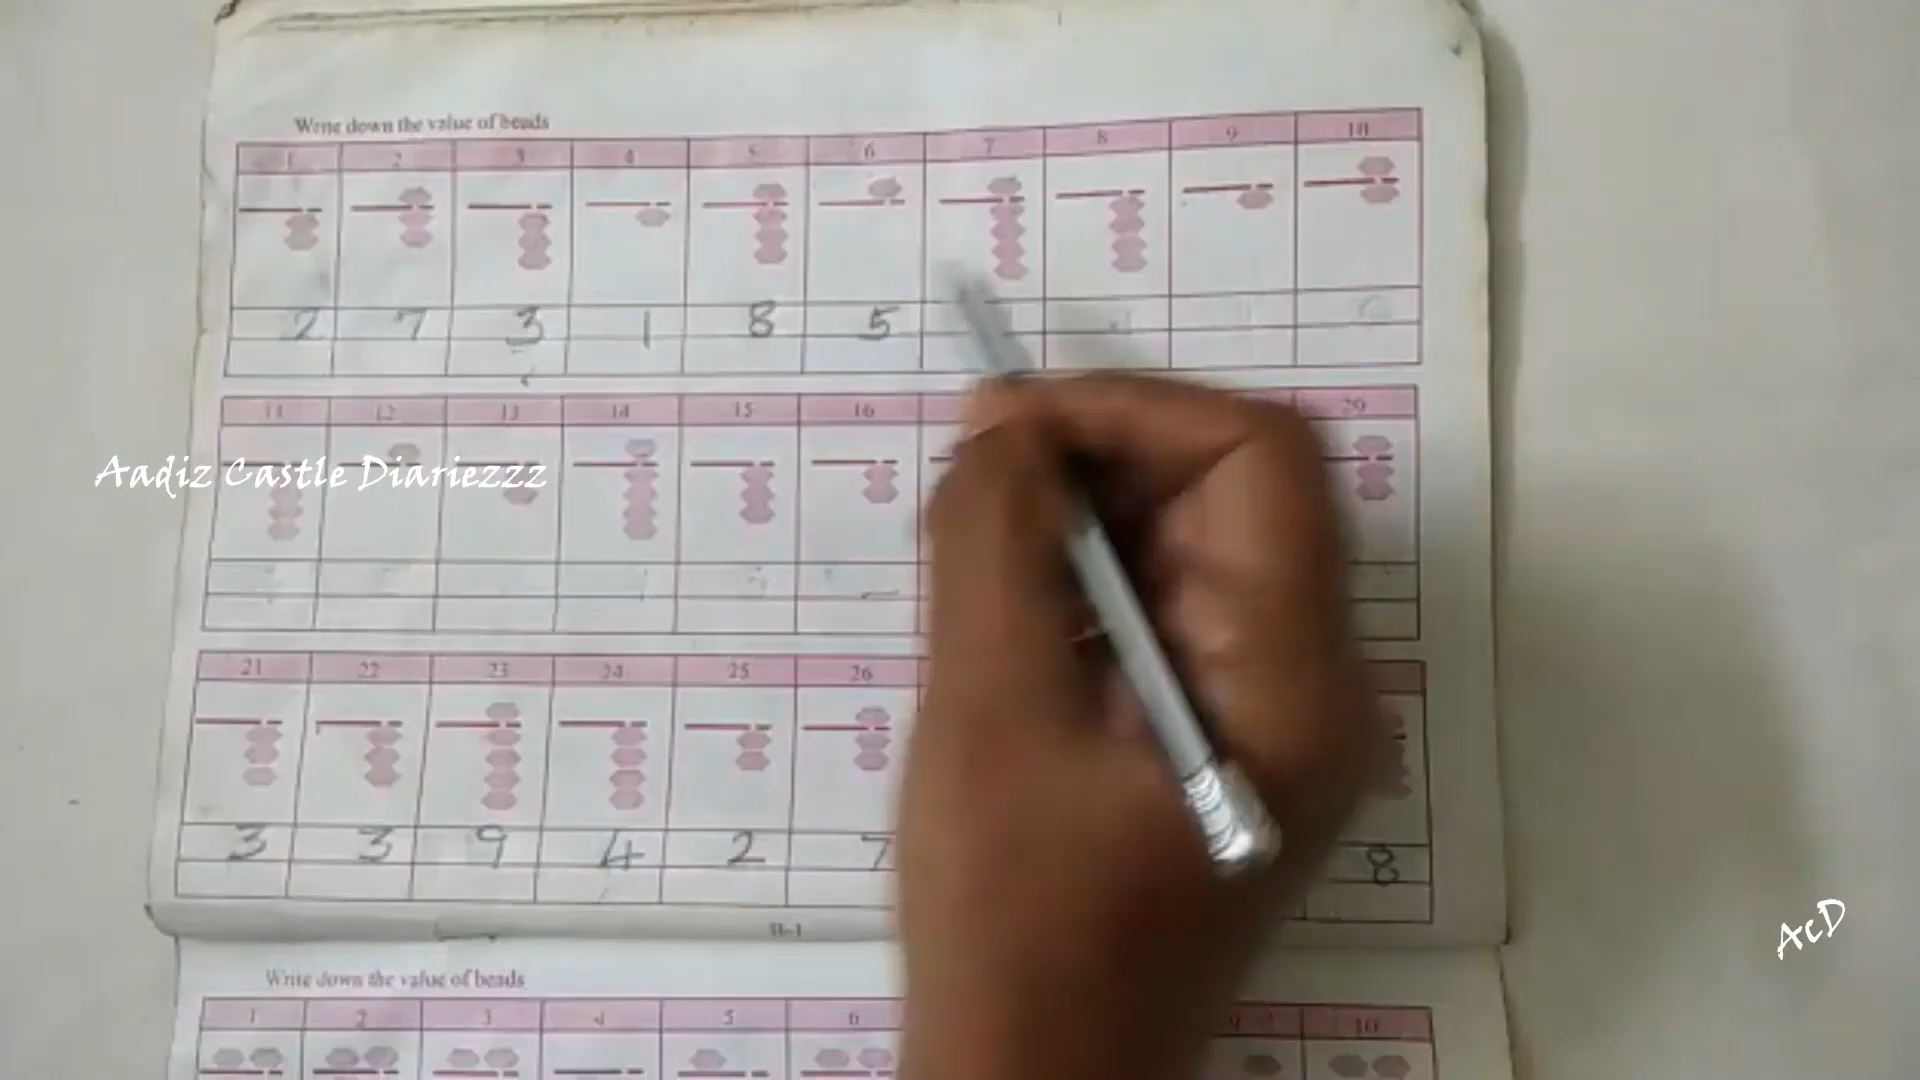 Write down the value of beads
1 2 3 4 5 6 7 8 9 10
2 7 3 1 8 5
11 12 13 14 15 16 20
Aadiz Castle Diariezzz
21 22 23 24 25 26
3 3 9 4 2 7 8
AcD
Write down the value of beads
1 2 3 4 5 6 9 10